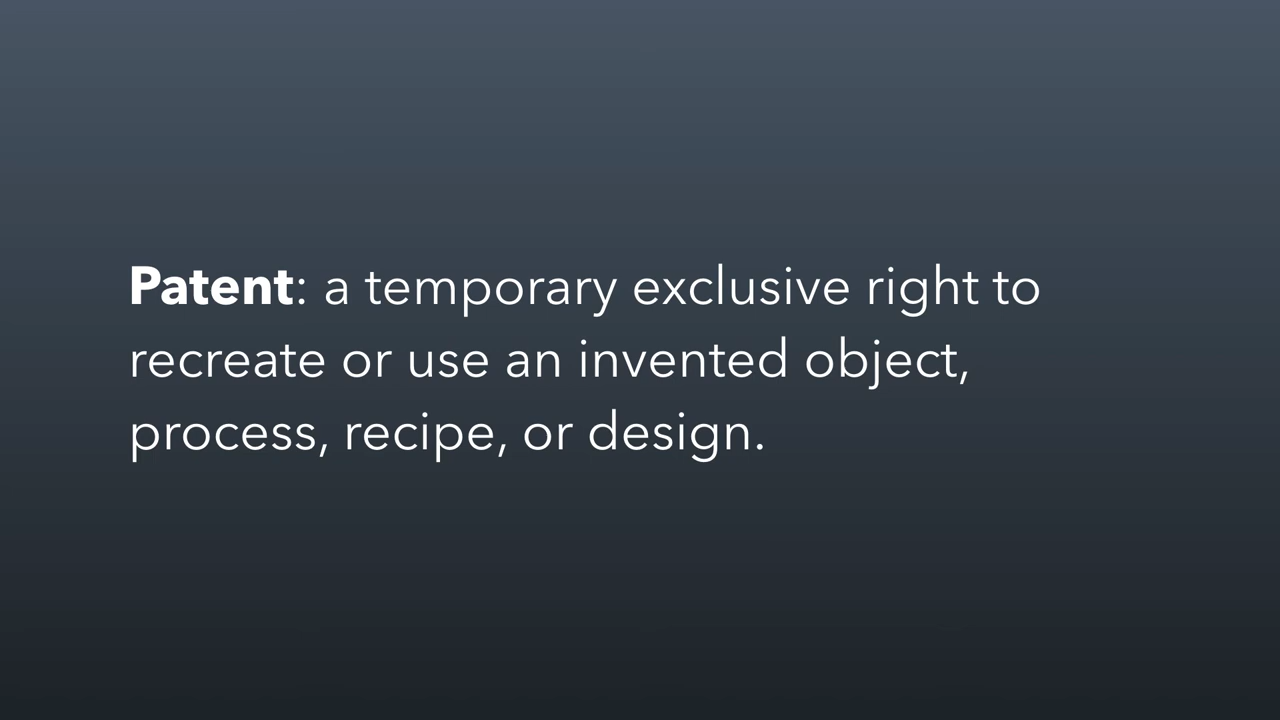 Patent: a temporary exclusive right to
recreate or use an invented object,
process, recipe, or design.